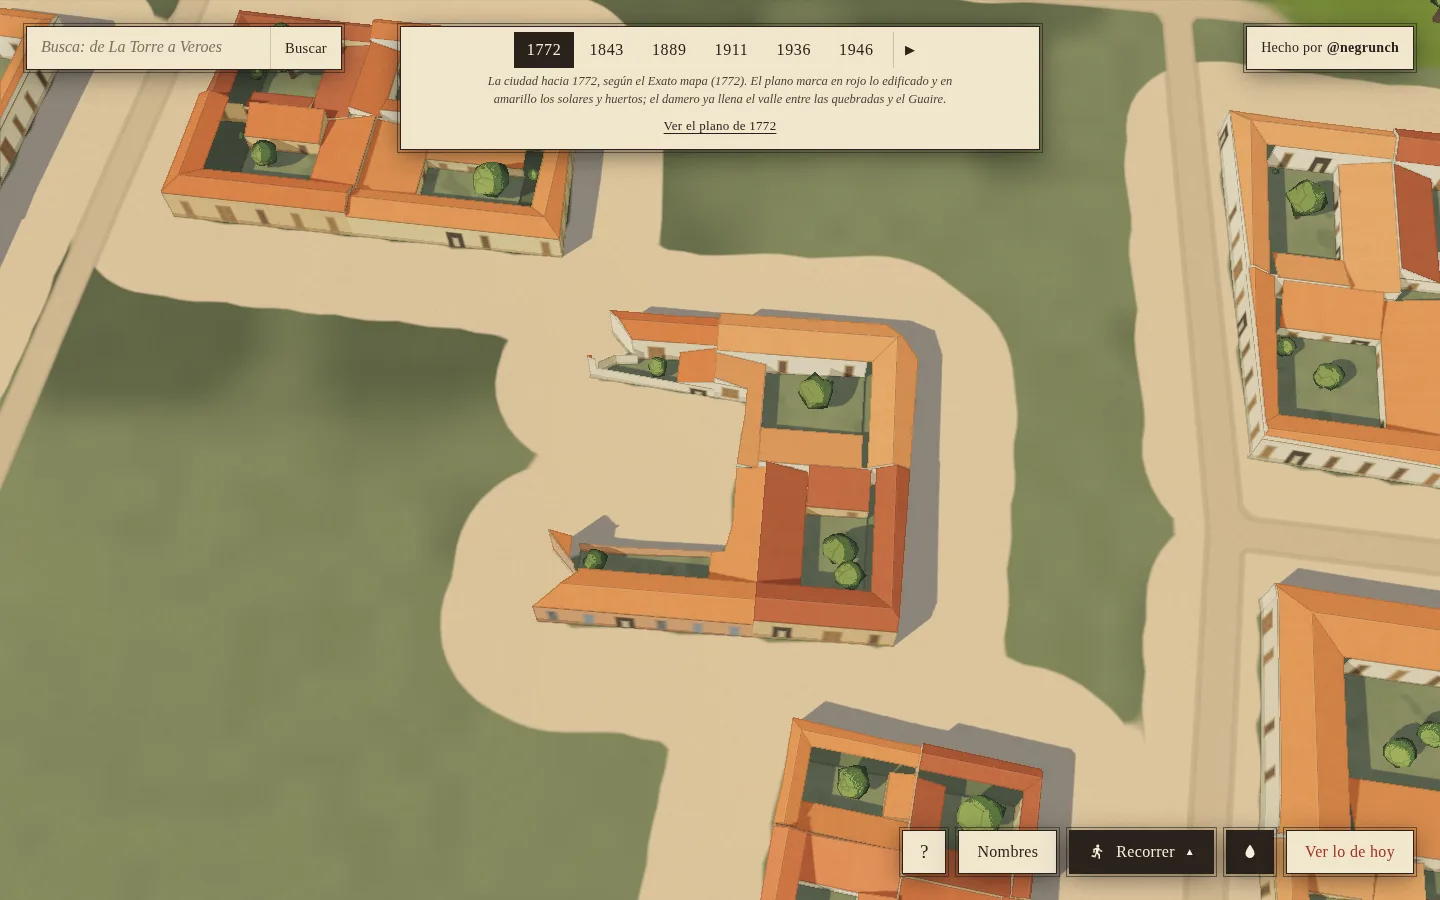 Busca: de La Torre a Veroes
Buscar
1772 1843 1889 1911 1936 1946 ▶
La ciudad hacia 1772, según el Exato mapa (1772). El plano marca en rojo lo edificado y en
amarillo los solares y huertos; el damero ya llena el valle entre las quebradas y el Guaire.
Ver el plano de 1772
Hecho por @negrunch
?
Nombres
Recorrer ▲
Ver lo de hoy